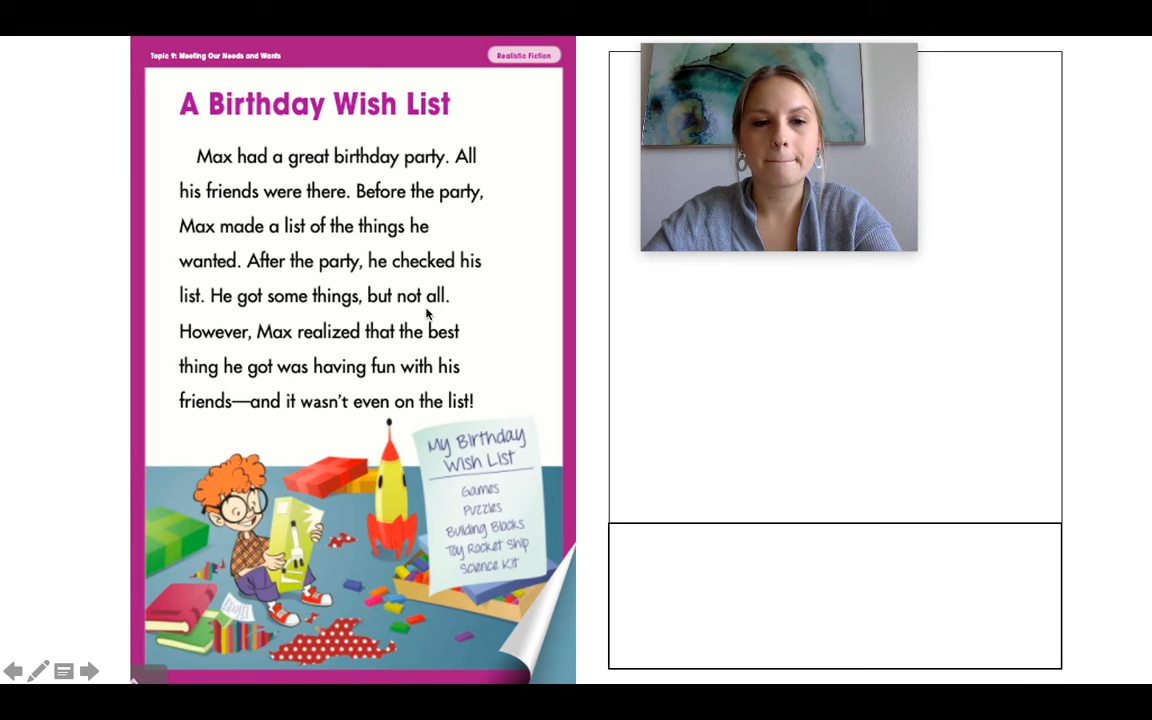 Topic 9: Meeting Our Needs and Wants
Realistic Fiction
A Birthday Wish List
Max had a great birthday party. All
his friends were there. Before the party,
Max made a list of the things he
wanted. After the party, he checked his
list. He got some things, but not all.
However, Max realized that the best
thing he got was having fun with his
friends—and it wasn't even on the list!
My Birthday
Wish List
Games
Puzzles
Building Blocks
Toy Rocket Ship
Science Kit